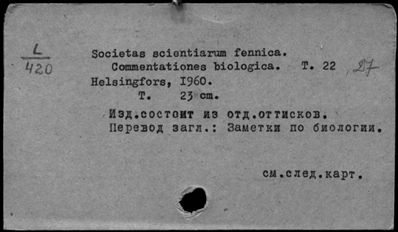 L
420
Societas scientiarum fennica.
Commentationes biologica. T. 22, 27
Helsingfors, 1960.
T. 23 cm.
Изд.состоит из отд.оттисков.
Перевод загл.: Заметки по биологии.
см.след.карт.